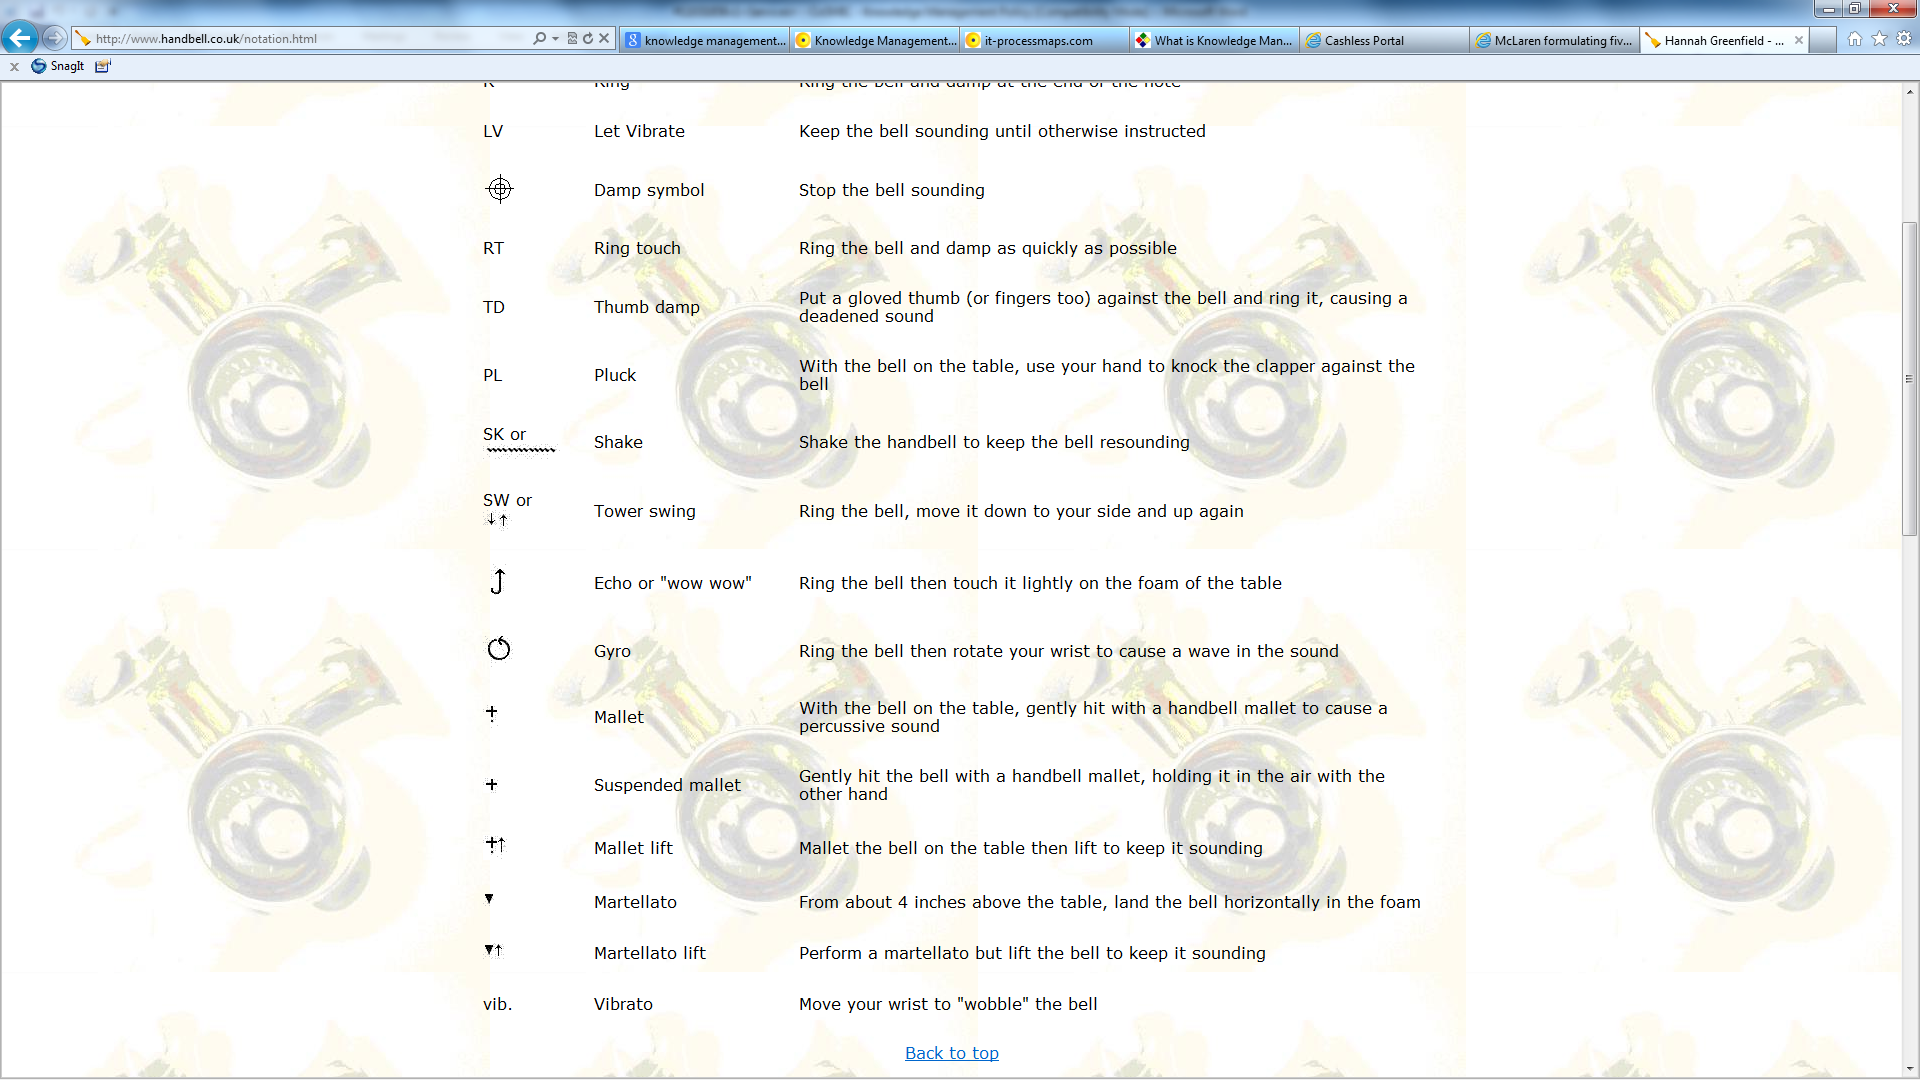 http://www.handbell.co.uk/notation.html
knowledge management...
Knowledge Management...
it-processmaps.com
What is Knowledge Man...
Cashless Portal
McLaren formulating fiv...
Hannah Greenfield - ...
SnagIt
R Ring Ring the bell and damp at the end of the note
LV Let Vibrate Keep the bell sounding until otherwise instructed
Damp symbol Stop the bell sounding
RT Ring touch Ring the bell and damp as quickly as possible
TD Thumb damp Put a gloved thumb (or fingers too) against the bell and ring it, causing a
deadened sound
PL Pluck With the bell on the table, use your hand to knock the clapper against the
bell
SK or Shake Shake the handbell to keep the bell resounding
SW or
↓↑ Tower swing Ring the bell, move it down to your side and up again
Echo or "wow wow" Ring the bell then touch it lightly on the foam of the table
Gyro Ring the bell then rotate your wrist to cause a wave in the sound
Mallet With the bell on the table, gently hit with a handbell mallet to cause a
percussive sound
+ Suspended mallet Gently hit the bell with a handbell mallet, holding it in the air with the
other hand
Mallet lift Mallet the bell on the table then lift to keep it sounding
▼ Martellato From about 4 inches above the table, land the bell horizontally in the foam
▼↑ Martellato lift Perform a martellato but lift the bell to keep it sounding
vib. Vibrato Move your wrist to "wobble" the bell
Back to top